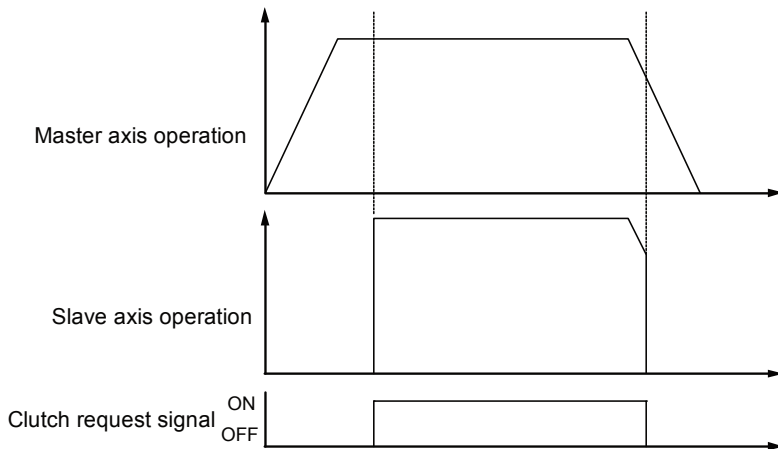 Master axis operation
Slave axis operation
Clutch request signal
ON
OFF